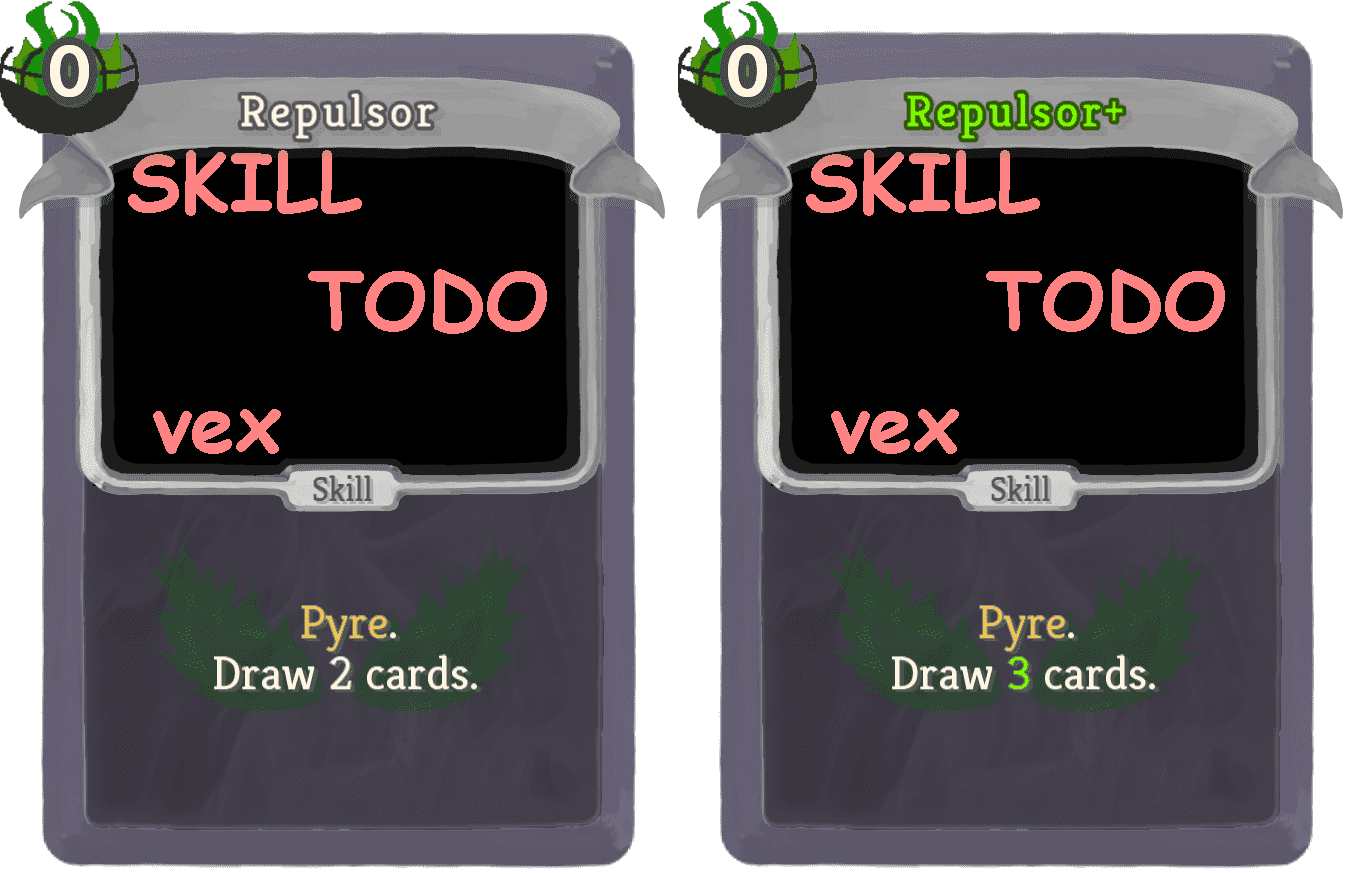 0
Repulsor
SKILL
TODO
vex
Skill
Pyre.
Draw 2 cards.
0
Repulsor+
SKILL
TODO
vex
Skill
Pyre.
Draw 3 cards.